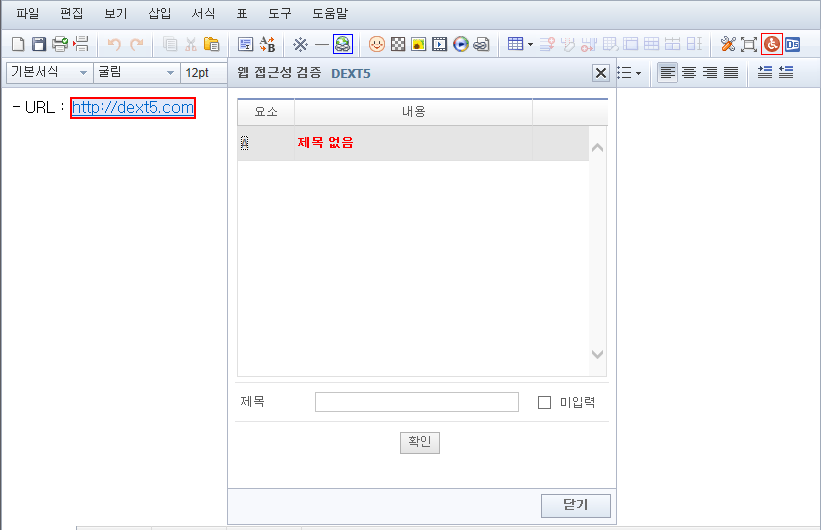 파일 편집 보기 삽입 서식 표 도구 도움말
기본서식 굴림 12pt
웹 접근성 검증 DEXT5
- URL : http://dext5.com
요소 내용
A 제목 없음
제목 미입력
확인
닫기